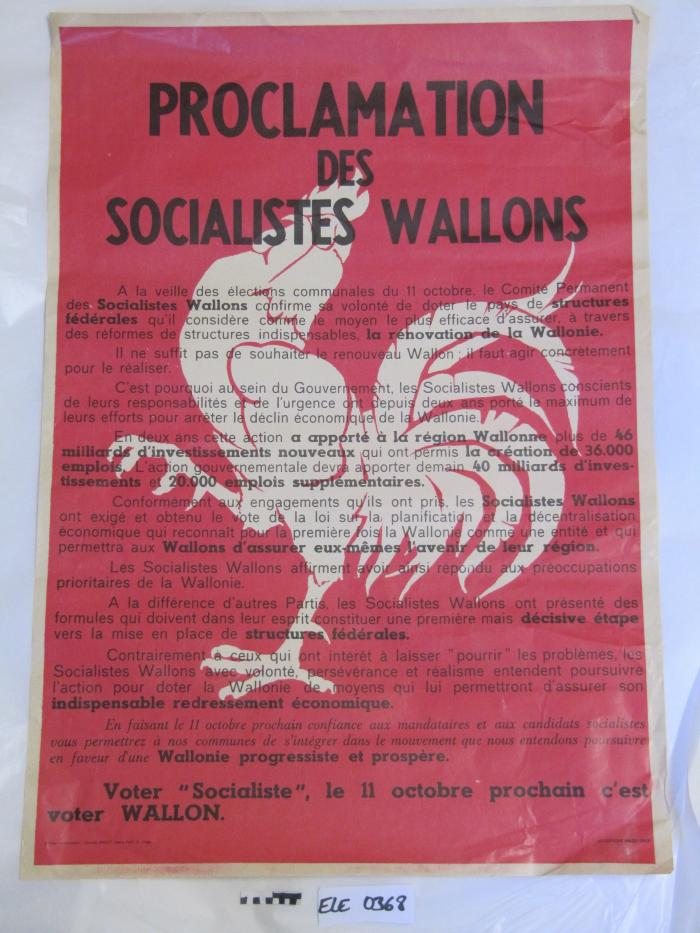 PROCLAMATION
DES
SOCIALISTES WALLONS
A la veille des élections communales du 11 octobre, le Comité Permanent
des Socialistes Wallons confirme sa volonté de doter le pays de structures
fédérales qu'il considère comme le moyen le plus efficace d'assurer, à travers
des réformes de structures indispensables, la rénovation de la Wallonie.
Il ne suffit pas de souhaiter le renouveau Wallon ; il faut agir concrètement
pour le réaliser.
C'est pourquoi au sein du Gouvernement, les Socialistes Wallons conscients
de leurs responsabilités et de l'urgence ont depuis deux ans porté le maximum de
leurs efforts pour arrêter le déclin économique de la Wallonie.
En deux ans cette action a apporté à la région Wallonne plus de 46
milliards d'investissements nouveaux, qui ont permis la création de 36.000
emplois. L'action gouvernementale devra apporter demain 40 milliards d'inves-
tissements et 20.000 emplois supplémentaires.
Conformément aux engagements qu'ils ont pris, les Socialistes Wallons
ont exigé et obtenu le vote de la loi sur la planification et la décentralisation
économique qui reconnaît pour la première fois la Wallonie comme une entité et qui
permettra aux Wallons d'assurer eux-mêmes l'avenir de leur région.
Les Socialistes Wallons affirment avoir ainsi répondu aux préoccupations
prioritaires de la Wallonie.
A la différence d'autres Partis, les Socialistes Wallons ont présenté des
formules qui doivent dans leur esprit constituer une première mais décisive étape
vers la mise en place de structures fédérales.
Contrairement à ceux qui ont interét à laisser "pourrir" les problèmes, les
Socialistes Wallons avec volonté, persévérance et réalisme entendent poursuivre
l'action pour doter la Wallonie de moyens qui lui permettront d'assurer son
indispensable redressement économique.
En faisant le 11 octobre prochain confiance aux mandataires et aux candidats socialistes
vous permettrez à nos communes de s'intégrer dans le mouvement que nous entendons poursuivre
en faveur d'une Wallonie progressiste et prospère.
Voter "Socialiste", le 11 octobre prochain c'est
voter WALLON.
ELE 0368